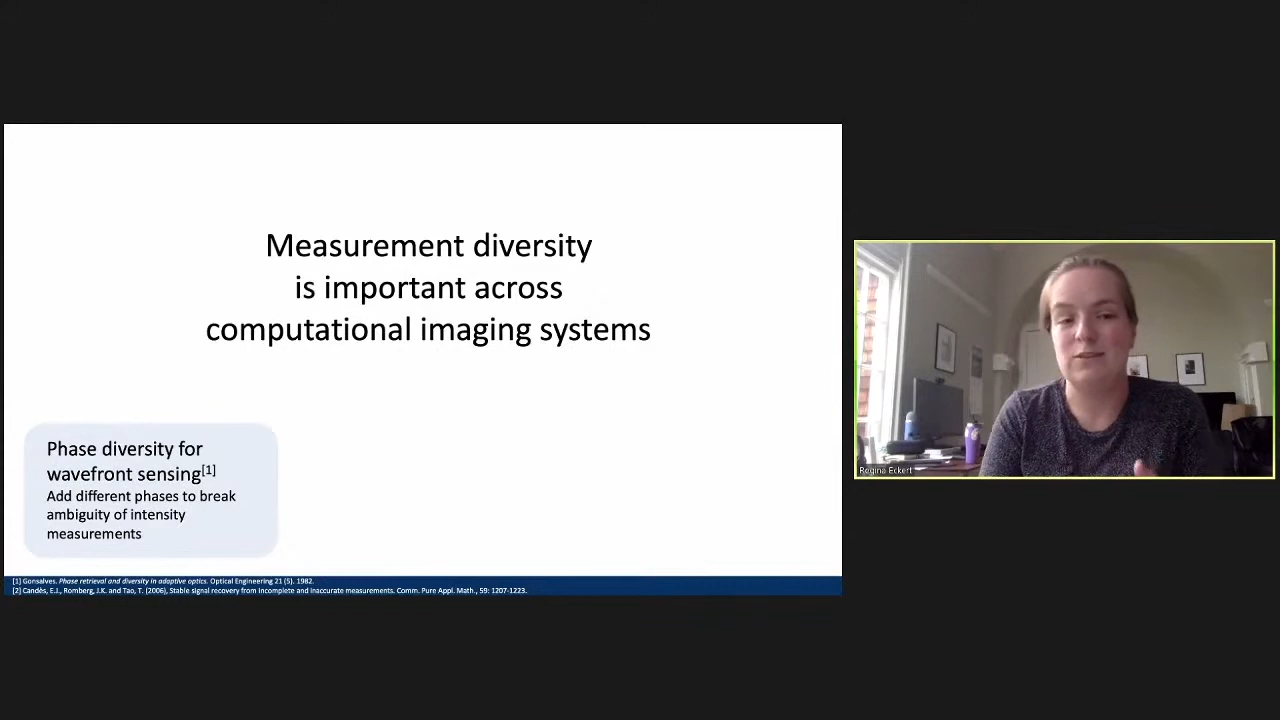 Measurement diversity
is important across
computational imaging systems
Phase diversity for
wavefront sensing[1]
Add different phases to break
ambiguity of intensity
measurements
[1] Gonsalves. Phase retrieval and diversity in adaptive optics. Optical Engineering 21 (5). 1982.
[2] Candès, E.J., Romberg, J.K. and Tao, T. (2006), Stable signal recovery from incomplete and inaccurate measurements. Comm. Pure Appl. Math., 59: 1207-1223.
Regina Eckert